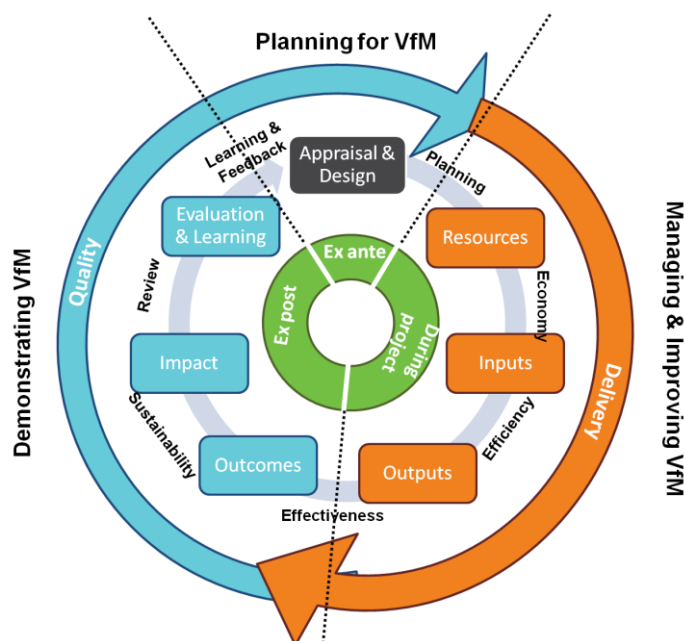 Planning for VfM
Learning &
Feedback
Appraisal &
Design
Planning
Evaluation
& Learning
Resources
Quality
Ex ante
Demonstrating VfM
Review
Ex post
During
project
Economy
Managing & Improving VfM
Impact
Inputs
Delivery
Sustainability
Efficiency
Outcomes
Outputs
Effectiveness